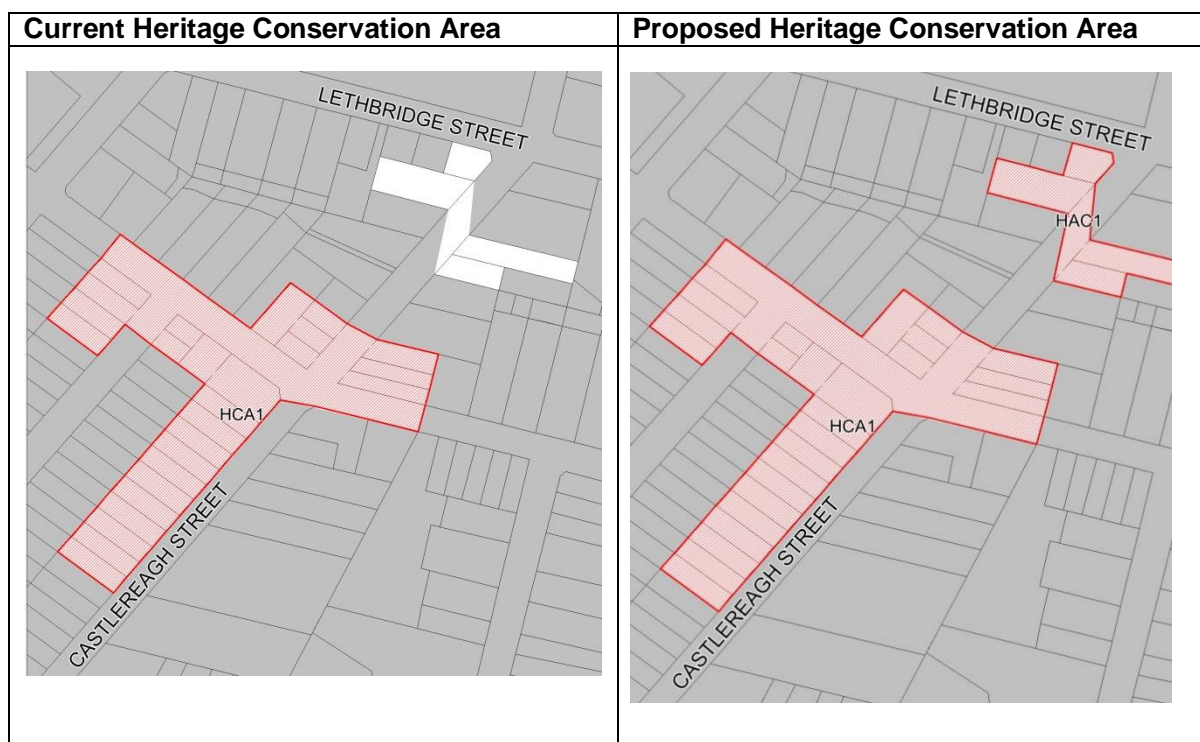 Current Heritage Conservation Area
Proposed Heritage Conservation Area
LETHBRIDGE STREET
HCA1
CASTLEREAGH STREET
LETHBRIDGE STREET
HAC1
HCA1
CASTLEREAGH STREET